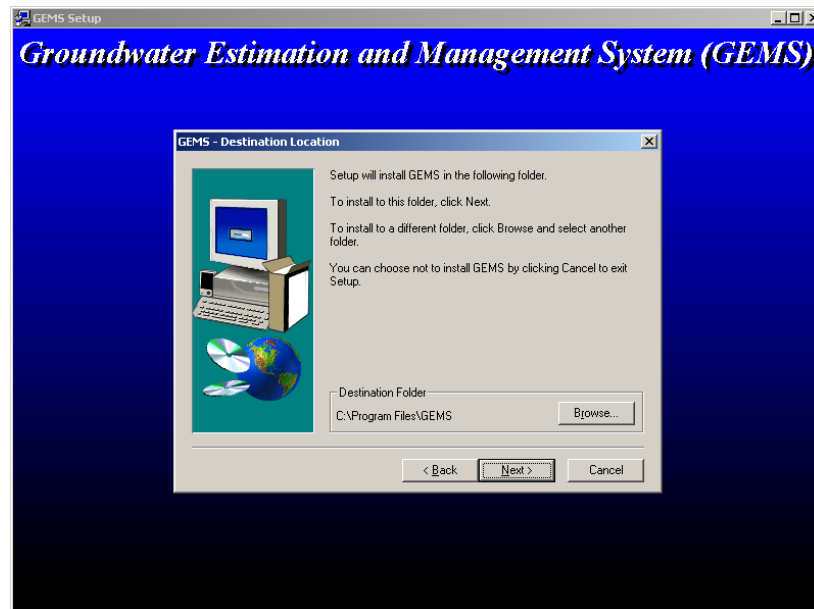 GEMS Setup
Groundwater Estimation and Management System (GEMS)
GEMS - Destination Location
Setup will install GEMS in the following folder.
To install to this folder, click Next.
To install to a different folder, click Browse and select another
folder.
You can choose not to install GEMS by clicking Cancel to exit
Setup.
Destination Folder
C:\Program Files\GEMS
Browse...
< Back
Next >
Cancel